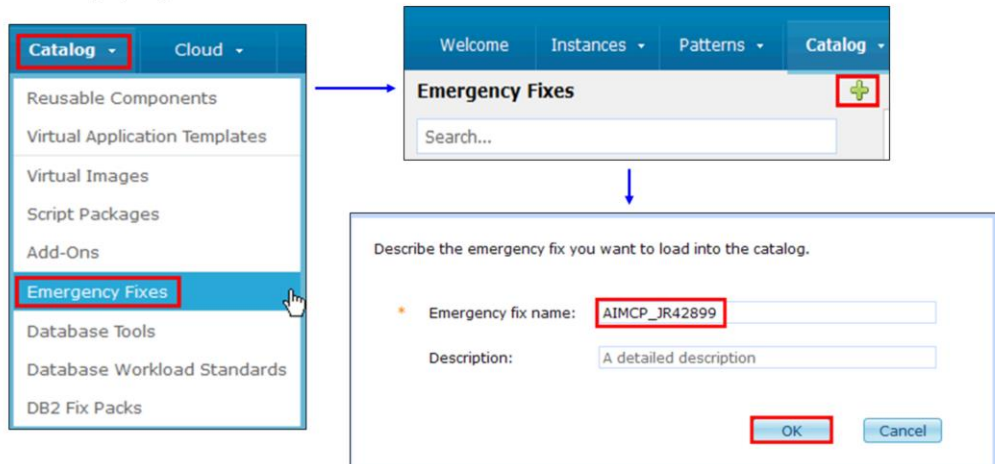 Catalog
Cloud
Reusable Components
Virtual Application Templates
Virtual Images
Script Packages
Add-Ons
Emergency Fixes
Database Tools
Database Workload Standards
DB2 Fix Packs
Welcome Instances Patterns Catalog
Emergency Fixes
Search...
Describe the emergency fix you want to load into the catalog.
* Emergency fix name: AIMCP_JR42899
Description: A detailed description
OK Cancel